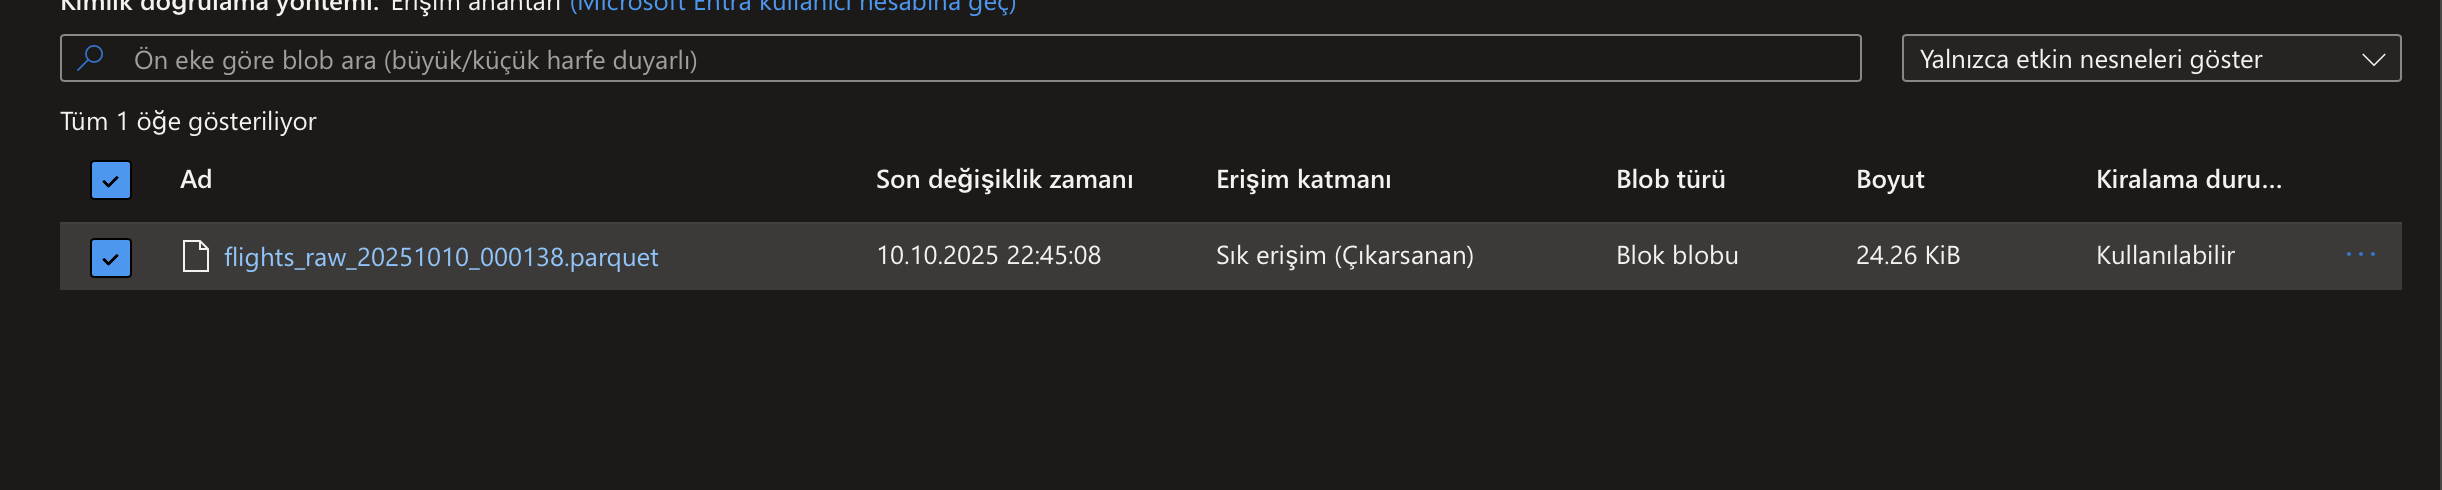 Kimlik doğrulama yöntemi: Erişim anahtarı (Microsoft Entra kullanıcı hesabına geç)
Ön eke göre blob ara (büyük/küçük harfe duyarlı)
Yalnızca etkin nesneleri göster
Tüm 1 öğe gösteriliyor
Ad Son değişiklik zamanı Erişim katmanı Blob türü Boyut Kiralama duru...
flights_raw_20251010_000138.parquet 10.10.2025 22:45:08 Sık erişim (Çıkarsanan) Blok blobu 24.26 KiB Kullanılabilir ...